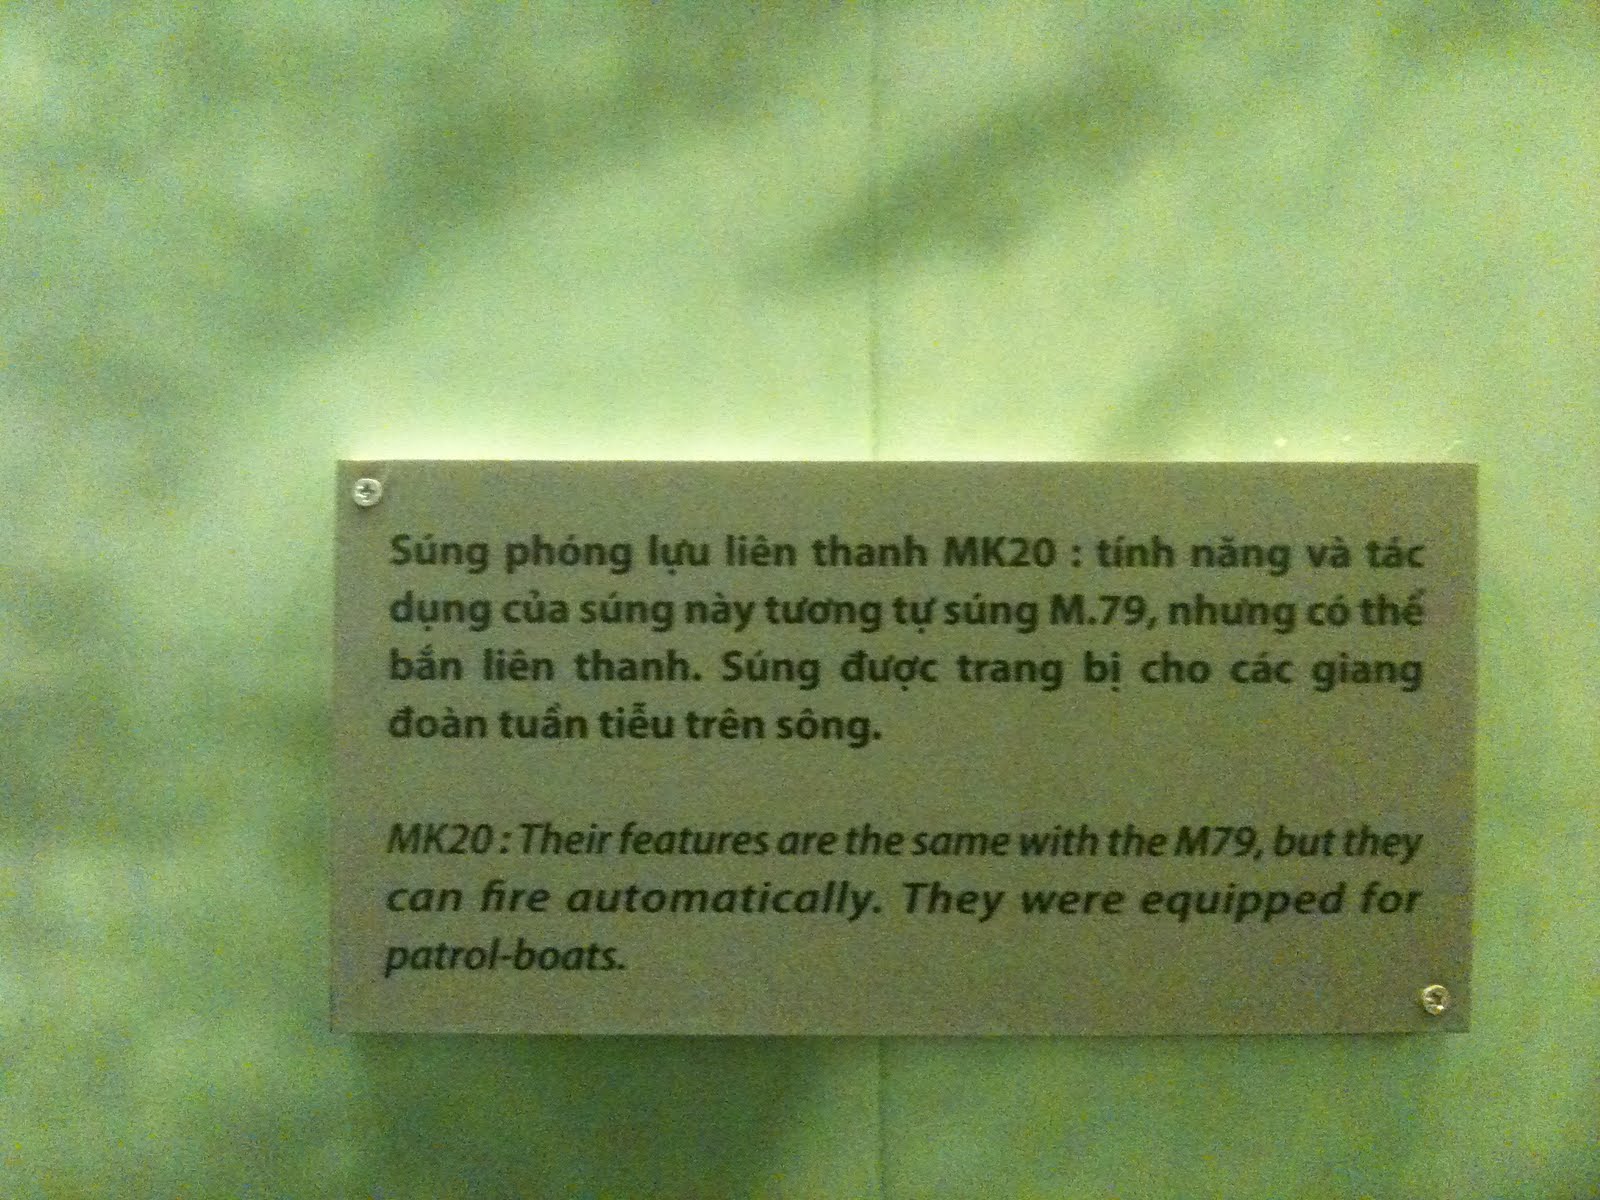 Súng phóng lựu liên thanh MK20 : tính năng và tác
dụng của súng này tương tự súng M.79, nhưng có thể
bắn liên thanh. Súng được trang bị cho các giang
đoàn tuần tiễu trên sông.
MK20 : Their features are the same with the M79, but they
can fire automatically. They were equipped for
patrol-boats.